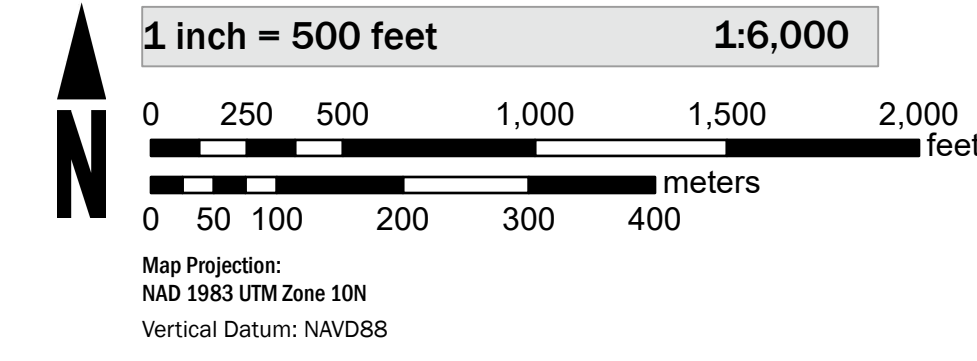 1 inch = 500 feet 1:6,000
0 250 500 1,000 1,500 2,000
feet
N
meters
0 50 100 200 300 400
Map Projection:
NAD 1983 UTM Zone 10N
Vertical Datum: NAVD88